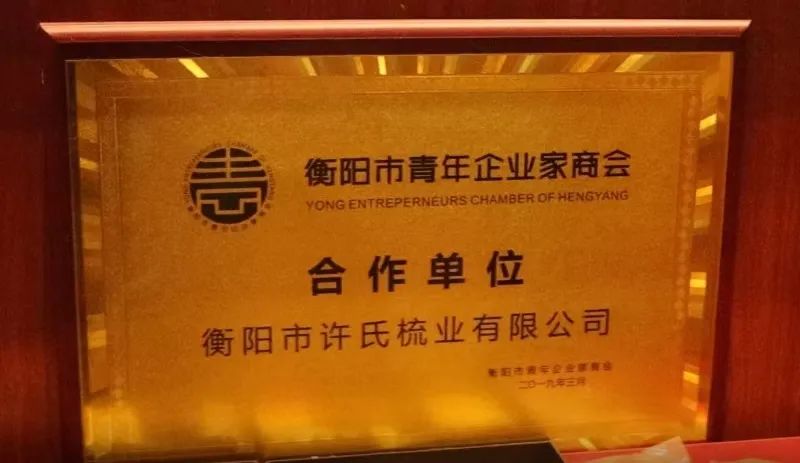 衡阳市青年企业家商会
YONG ENTREPERNEURS CHAMBER OF HENGYANG
合作单位
衡阳市许氏梳业有限公司
衡阳市青年企业家商会
二〇一九年三月